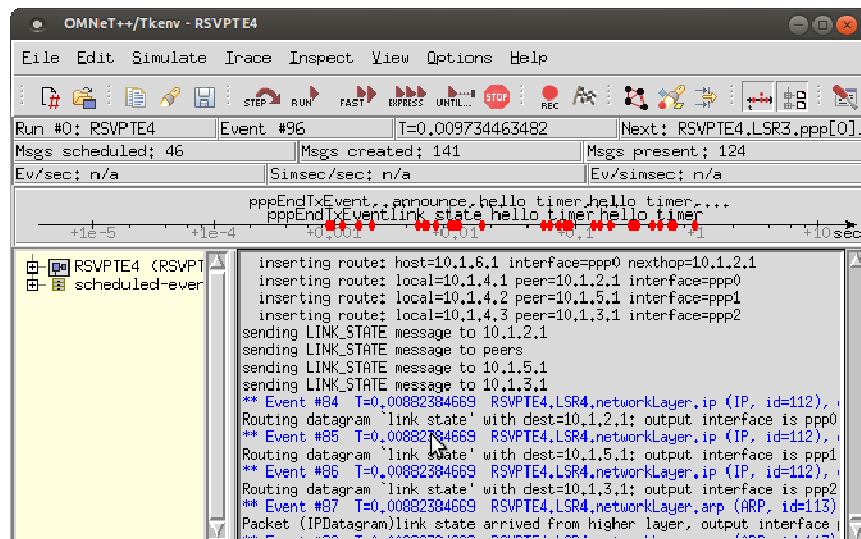 OMNeT++/Tkenv - RSVPTE4
File Edit Simulate Trace Inspect View Options Help
STEP RUN FAST EXPRESS UNTIL... STOP REC
Run #0: RSVPTE4 Event #96 T=0.009734463482 Next: RSVPTE4.LSR3.ppp[0].
Msgs scheduled: 46 Msgs created: 141 Msgs present: 124
Ev/sec: n/a Simsec/sec: n/a Ev/simsec: n/a
pppEndTxEvent..announce.hello timer.hello timer....
pppEndTxEventlink state hello timer hello timer
+1e-5 +1e-4 +0.001 +0.01 +0.1 +1 +10 sec
RSVPTE4 (RSVPT
scheduled-even
inserting route: host=10.1.6.1 interface=ppp0 nexthop=10.1.2.1
inserting route: local=10.1.4.1 peer=10.1.2.1 interface=ppp0
inserting route: local=10.1.4.2 peer=10.1.5.1 interface=ppp1
inserting route: local=10.1.4.3 peer=10.1.3.1 interface=ppp2
sending LINK_STATE message to 10.1.2.1
sending LINK_STATE message to peers
sending LINK_STATE message to 10.1.5.1
sending LINK_STATE message to 10.1.3.1
** Event #84 T=0.00882384669 RSVPTE4.LSR4.networkLayer.ip (IP, id=112),
Routing datagram `link state' with dest=10.1.2.1: output interface is ppp0
** Event #85 T=0.00882384669 RSVPTE4.LSR4.networkLayer.ip (IP, id=112),
Routing datagram `link state' with dest=10.1.5.1: output interface is ppp1
** Event #86 T=0.00882384669 RSVPTE4.LSR4.networkLayer.ip (IP, id=112),
Routing datagram `link state' with dest=10.1.3.1: output interface is ppp2
** Event #87 T=0.00882384669 RSVPTE4.LSR4.networkLayer.arp (ARP, id=113)
Packet (IPDatagram)link state arrived from higher layer, output interface